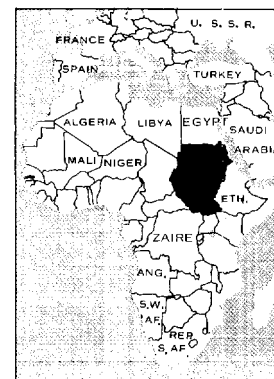 U. S. S. R.
FRANCE
SPAIN
TURKEY
ALGERIA
LIBYA
EGYPT
SAUDI
ARABIA
MALI
NIGER
ETH.
ZAIRE
ANG.
S.W.
AF.
REP.
S. AF.